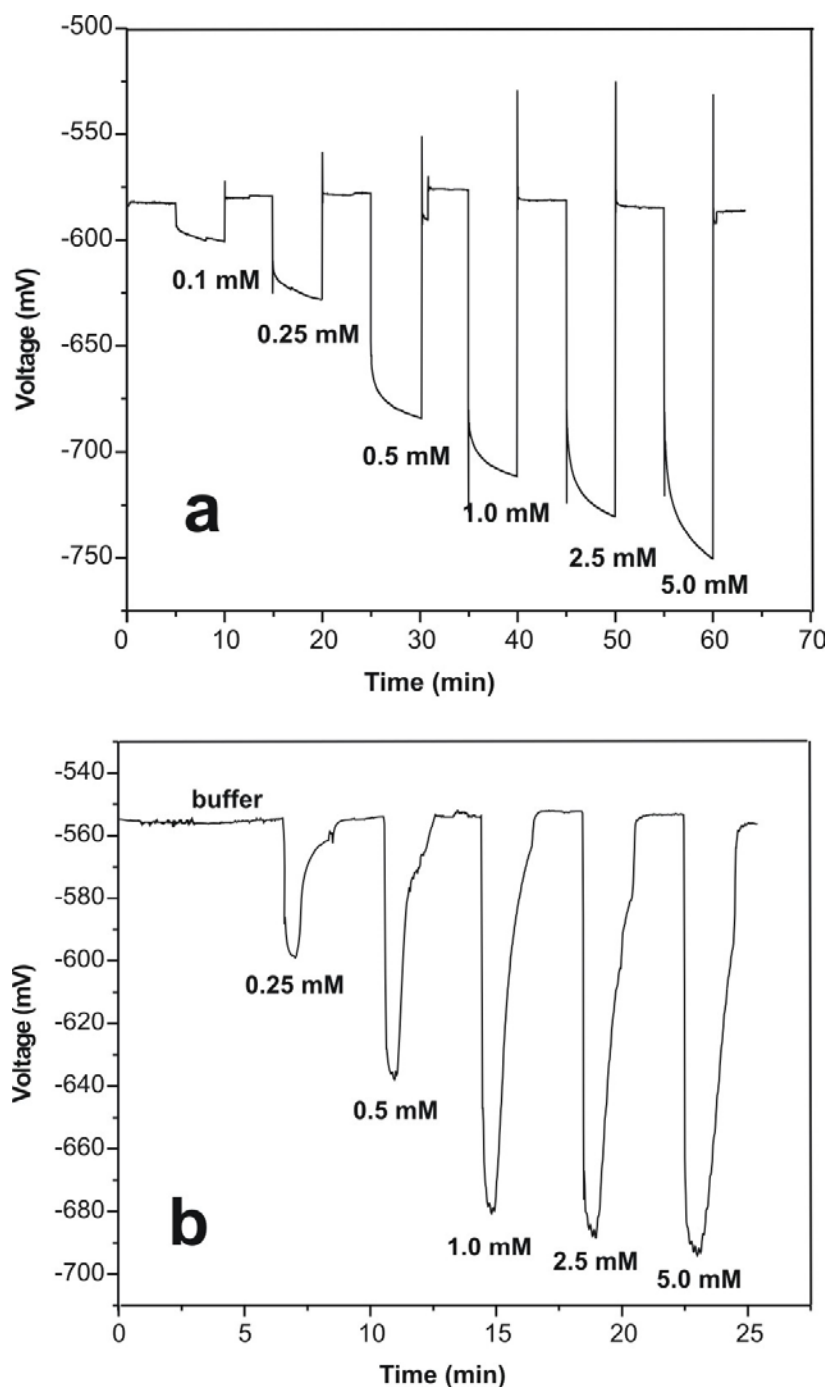 -500
-550
-600
-650
-700
-750
Voltage (mV)
0.1 mM
0.25 mM
0.5 mM
1.0 mM
2.5 mM
5.0 mM
a
0 10 20 30 40 50 60 70
Time (min)
-540
-560
-580
-600
-620
-640
-660
-680
-700
Voltage (mV)
buffer
0.25 mM
0.5 mM
1.0 mM
2.5 mM
5.0 mM
b
0 5 10 15 20 25
Time (min)